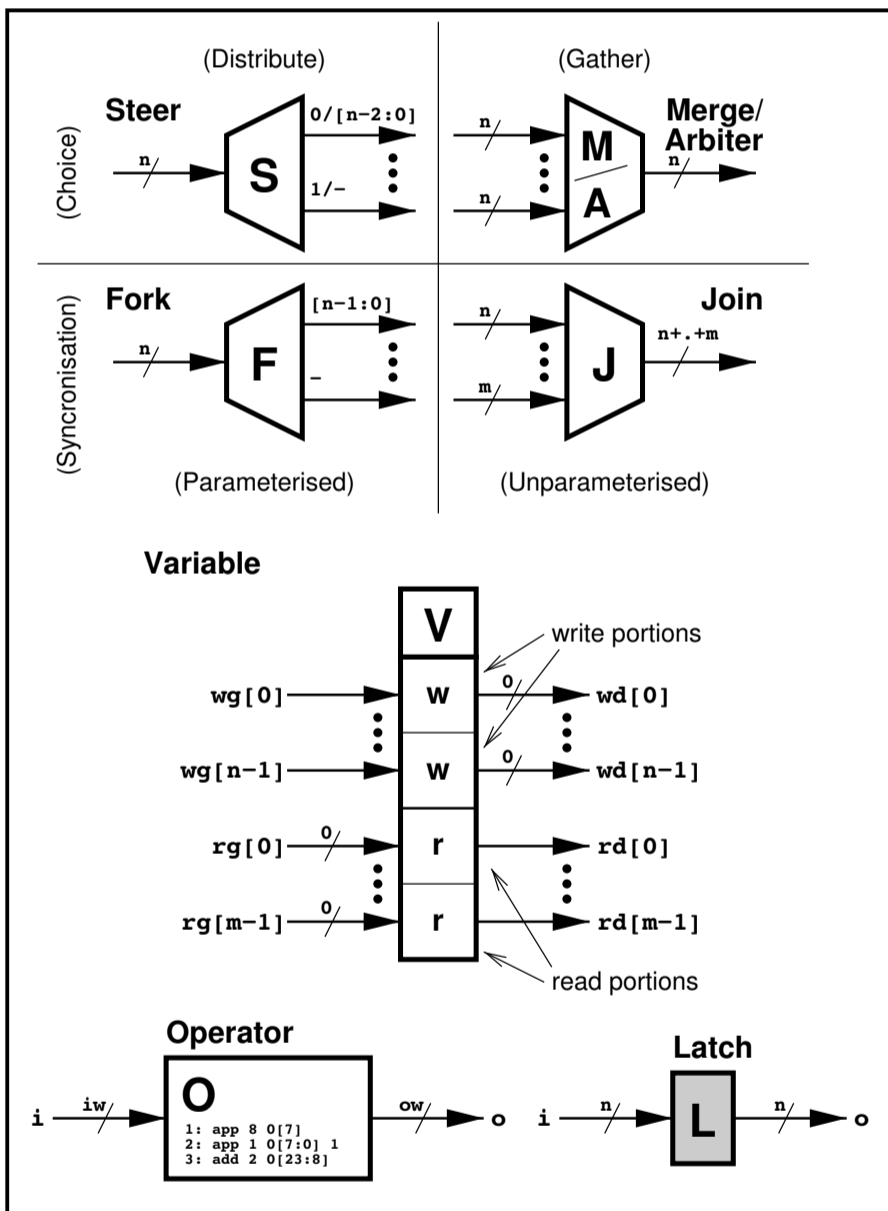 (Distribute)
(Gather)
(Choice)
Steer
n
S
0/[n-2:0]
1/-
n
n
M
A
Merge/
Arbiter
n
(Syncronisation)
Fork
n
F
[n-1:0]
-
n
m
J
Join
n+.+m
(Parameterised)
(Unparameterised)
Variable
V
write portions
wg[0]
w
0
wd[0]
wg[n-1]
w
0
wd[n-1]
rg[0]
0
r
rd[0]
rg[m-1]
0
r
rd[m-1]
read portions
Operator
i
iw
O
1: app 8 0[7]
2: app 1 0[7:0] 1
3: add 2 0[23:8]
ow
o
Latch
i
n
L
n
o